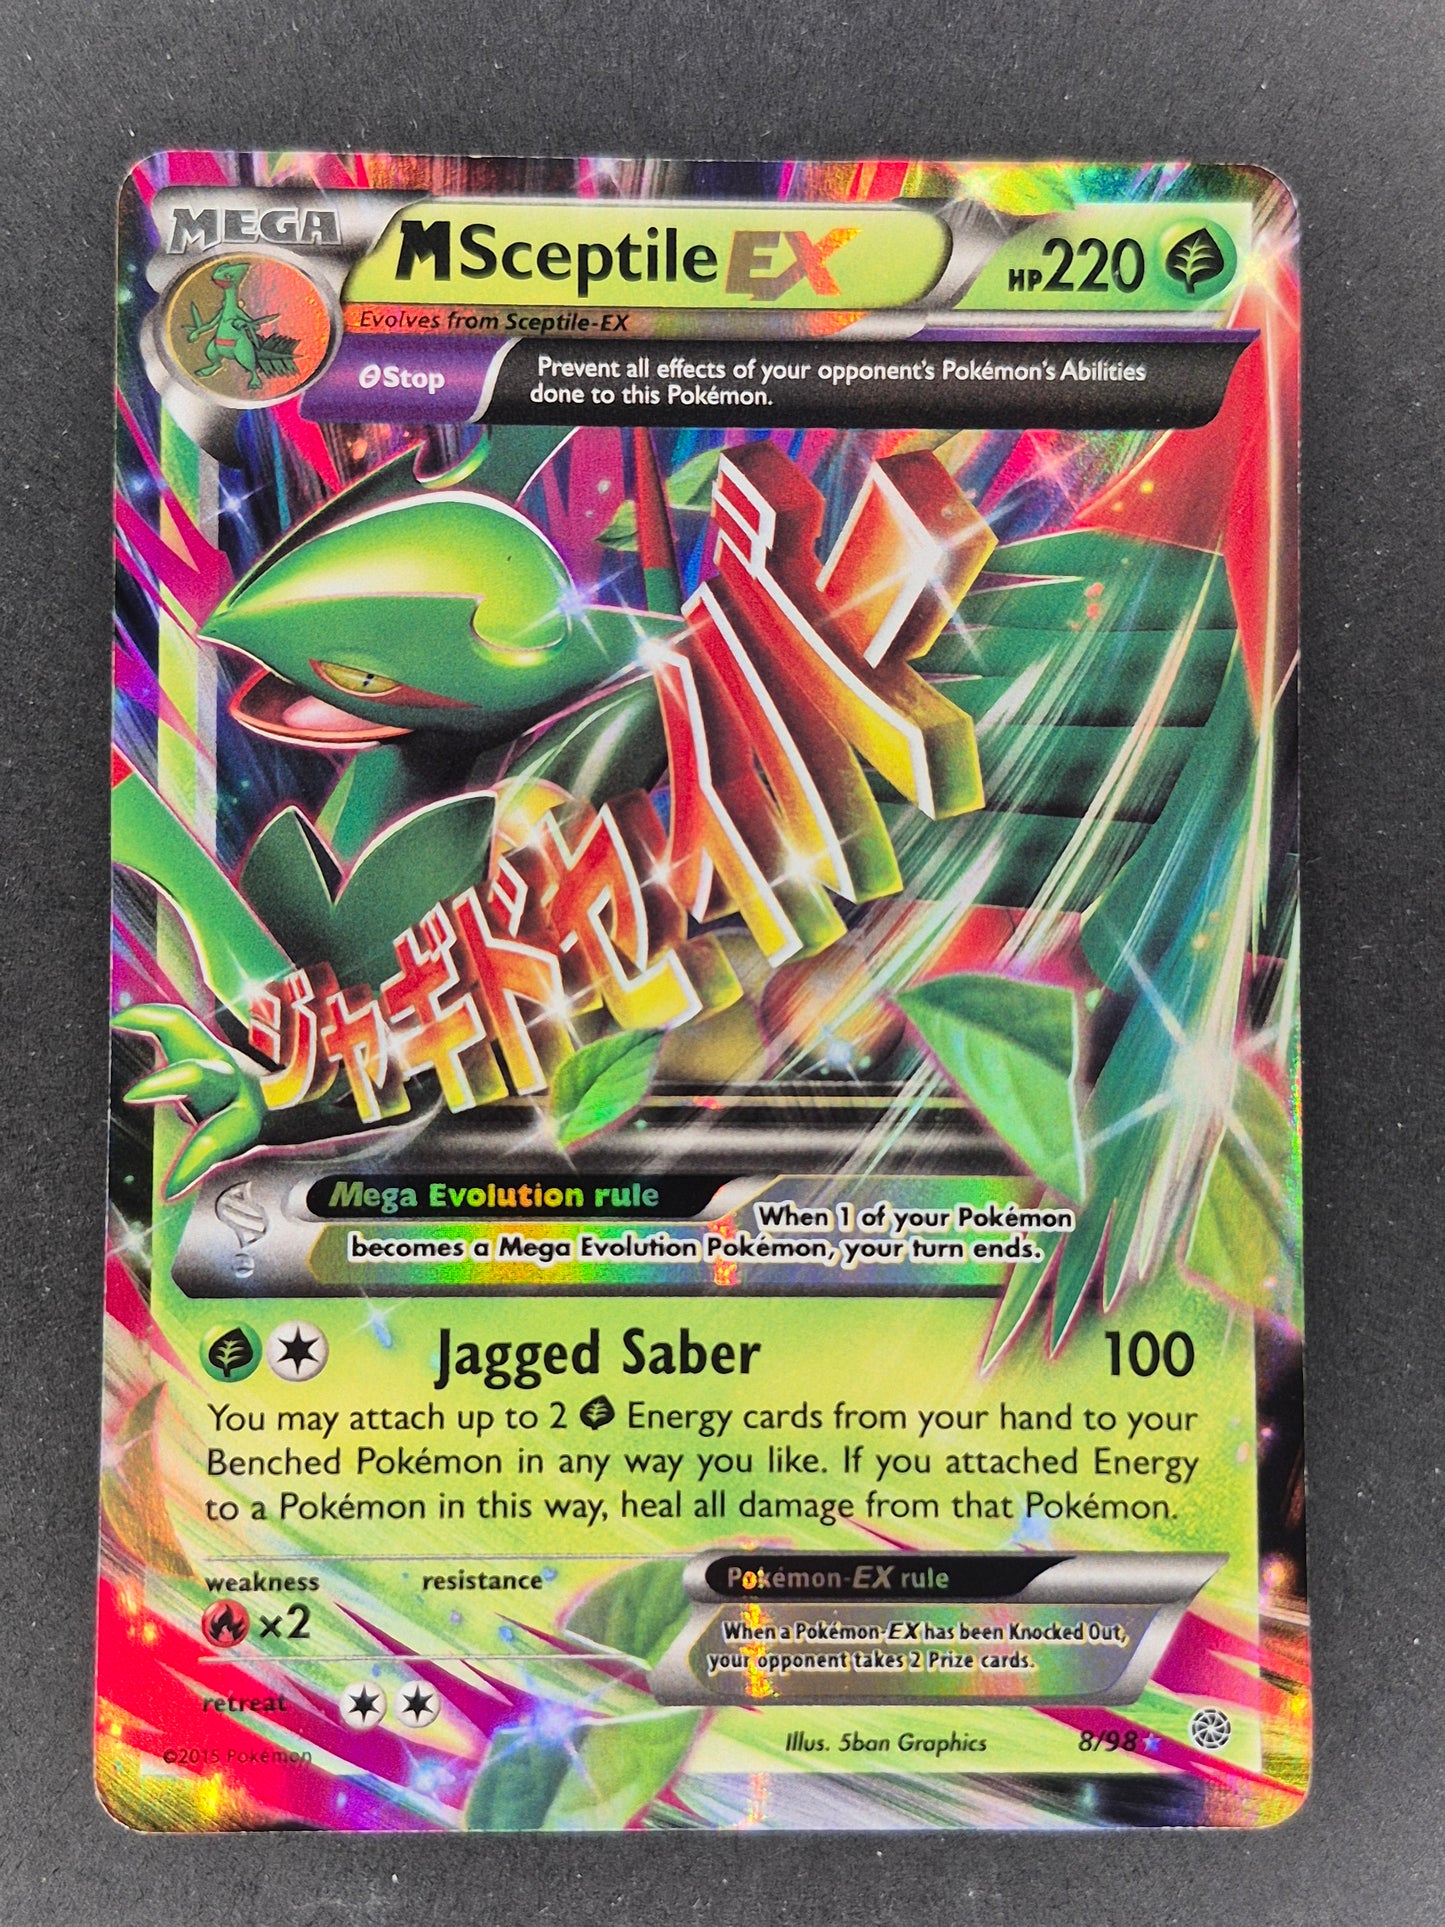 MEGA
M Sceptile EX
HP 220
Evolves from Sceptile-EX
θ Stop
Prevent all effects of your opponent's Pokémon's Abilities
done to this Pokémon.
ジャギドセイバー
Mega Evolution rule
When 1 of your Pokémon
becomes a Mega Evolution Pokémon, your turn ends.
Jagged Saber 100
You may attach up to 2 Energy cards from your hand to your
Benched Pokémon in any way you like. If you attached Energy
to a Pokémon in this way, heal all damage from that Pokémon.
weakness resistance
×2
Pokémon-EX rule
When a Pokémon-EX has been Knocked Out,
your opponent takes 2 Prize cards.
retreat
©2015 Pokémon
Illus. 5ban Graphics 8/98